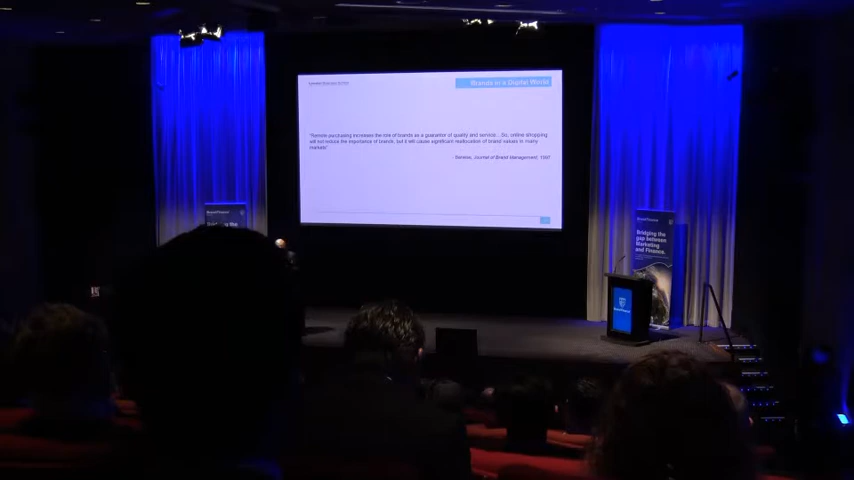 Brands in a Digital World
"Remote purchasing increases the role of brands as a guarantor of quality and service... So, online shopping
will not reduce the importance of brands, but it will cause significant reallocation of brand values in many
markets"
Journal of Brand Management, 1997
Bridging the
Bridging the
gap between
Marketing
and Finance.